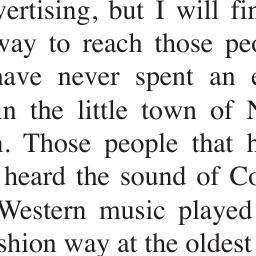 vertising, but I will fin
way to reach those peo
have never spent an e
in the little town of N
n. Those people that h
heard the sound of Co
Western music played
shion way at the oldest